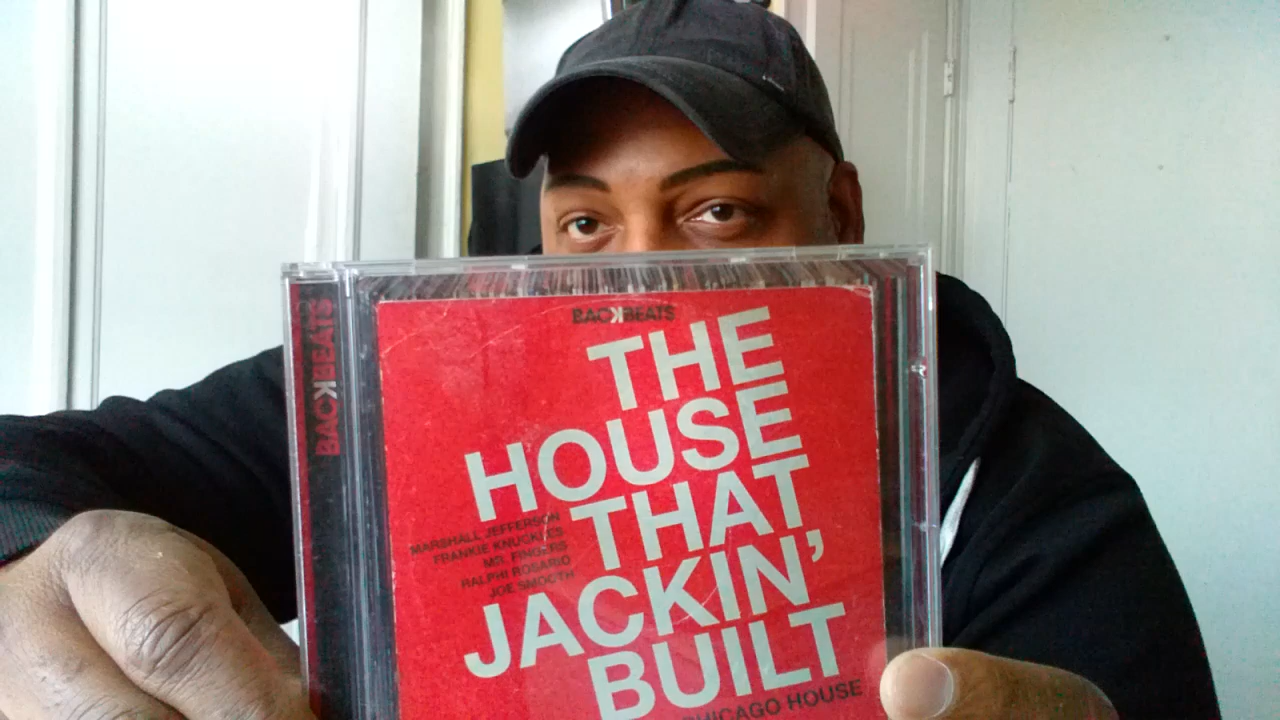 BACKBEATS
BACKBEATS
THE
HOUSE
THAT
JACKIN'
BUILT
MARSHALL JEFFERSON
FRANKIE KNUCKLES
MR. FINGERS
RALPHI ROSARIO
JOE SMOOTH
CHICAGO HOUSE